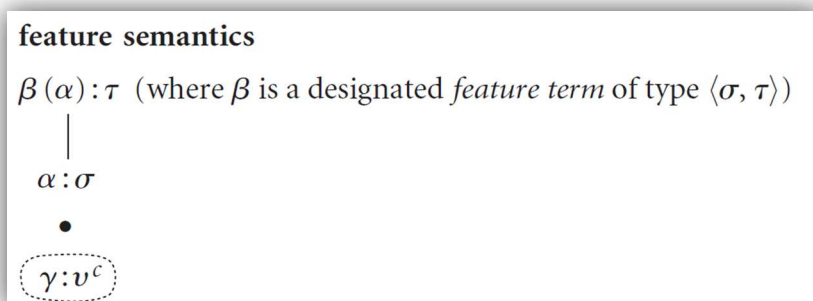 feature semantics
β(α):τ (where β is a designated feature term of type ⟨σ, τ⟩)
α:σ
•
γ:υᶜ